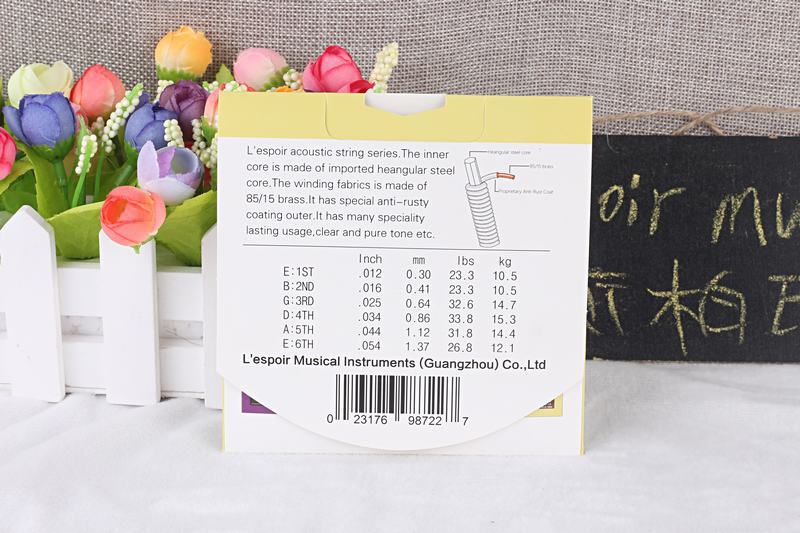 L'espoir acoustic string series.The inner
core is made of imported heangular steel
core.The winding fabrics is made of
85/15 brass.It has special anti-rusty
coating outer.It has many speciality
lasting usage,clear and pure tone etc.
Heangular steel core
85/15 brass
Proprietary Anti-Rust Coat
Inch mm lbs kg
E:1ST .012 0.30 23.3 10.5
B:2ND .016 0.41 23.3 10.5
G:3RD .025 0.64 32.6 14.7
D:4TH .034 0.86 33.8 15.3
A:5TH .044 1.12 31.8 14.4
E:6TH .054 1.37 26.8 12.1
L'espoir Musical Instruments (Guangzhou) Co.,Ltd
0 23176 98722 7
oir mu
柏